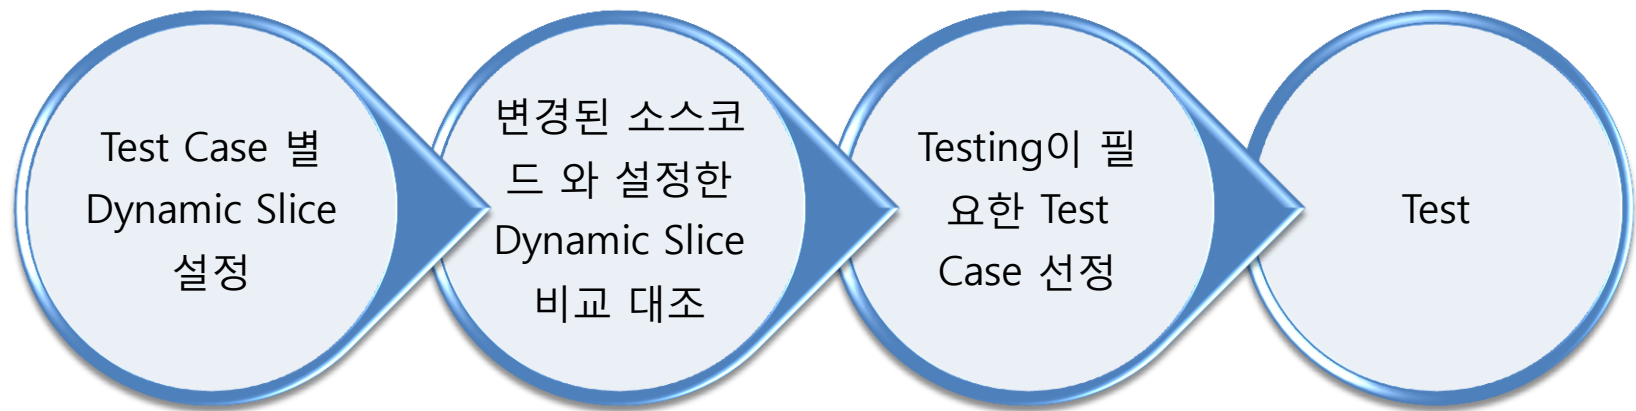 Test Case 별
Dynamic Slice
설정
변경된 소스코
드 와 설정한
Dynamic Slice
비교 대조
Testing이 필
요한 Test
Case 선정
Test